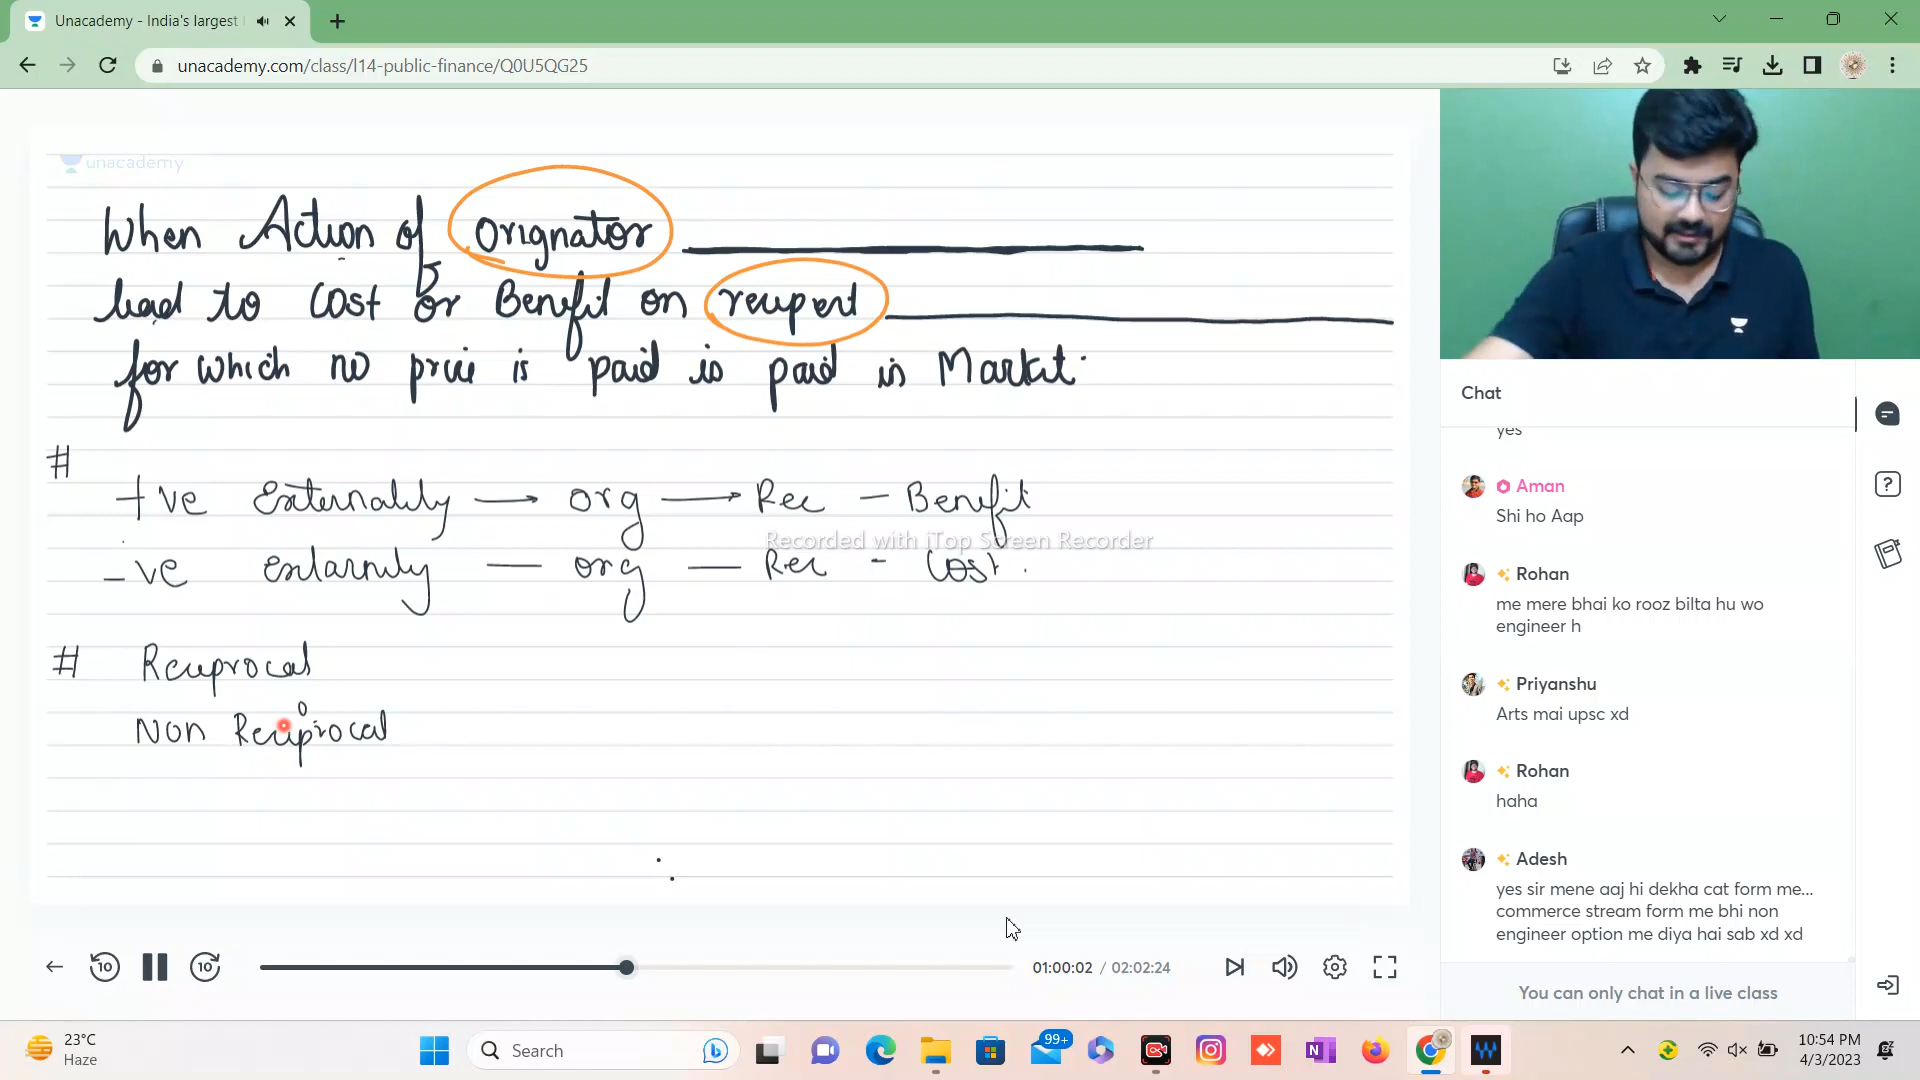 Unacademy - India's largest
unacademy.com/class/l14-public-finance/Q0U5QG25
unacademy
When Action of Orignator
lead to Cost or Benefit on recipent
for which no price is paid is paid in Market.
#
+ve Externality → org → Rec - Benefit
Recorded with iTop Screen Recorder
-ve — org — Rec - Cost.
# Reciprocal
Non Reciprocal
10
10
01:00:02 / 02:02:24
Chat
yes
Aman
Shi ho Aap
Rohan
me mere bhai ko rooz bilta hu wo
engineer h
Priyanshu
Arts mai upsc xd
Rohan
haha
Adesh
yes sir mene aaj hi dekha cat form me...
commerce stream form me bhi non
engineer option me diya hai sab xd xd
You can only chat in a live class
23°C
Haze
Search
99+
10:54 PM
4/3/2023